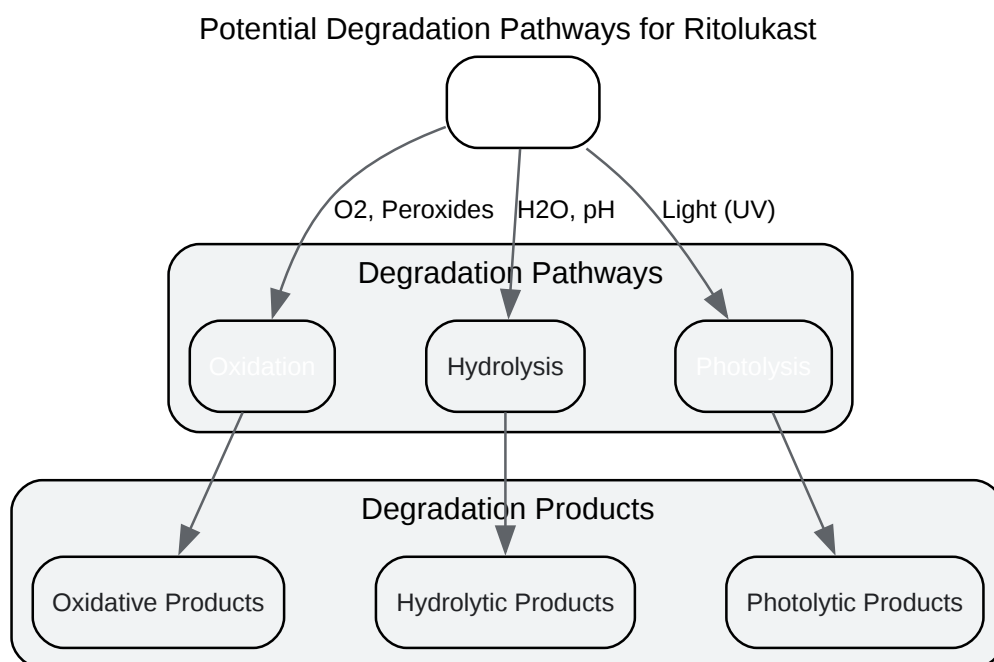 Potential Degradation Pathways for Ritolukast
O2, Peroxides
H2O, pH
Light (UV)
Degradation Pathways
Oxidation
Hydrolysis
Photolysis
Degradation Products
Oxidative Products
Hydrolytic Products
Photolytic Products